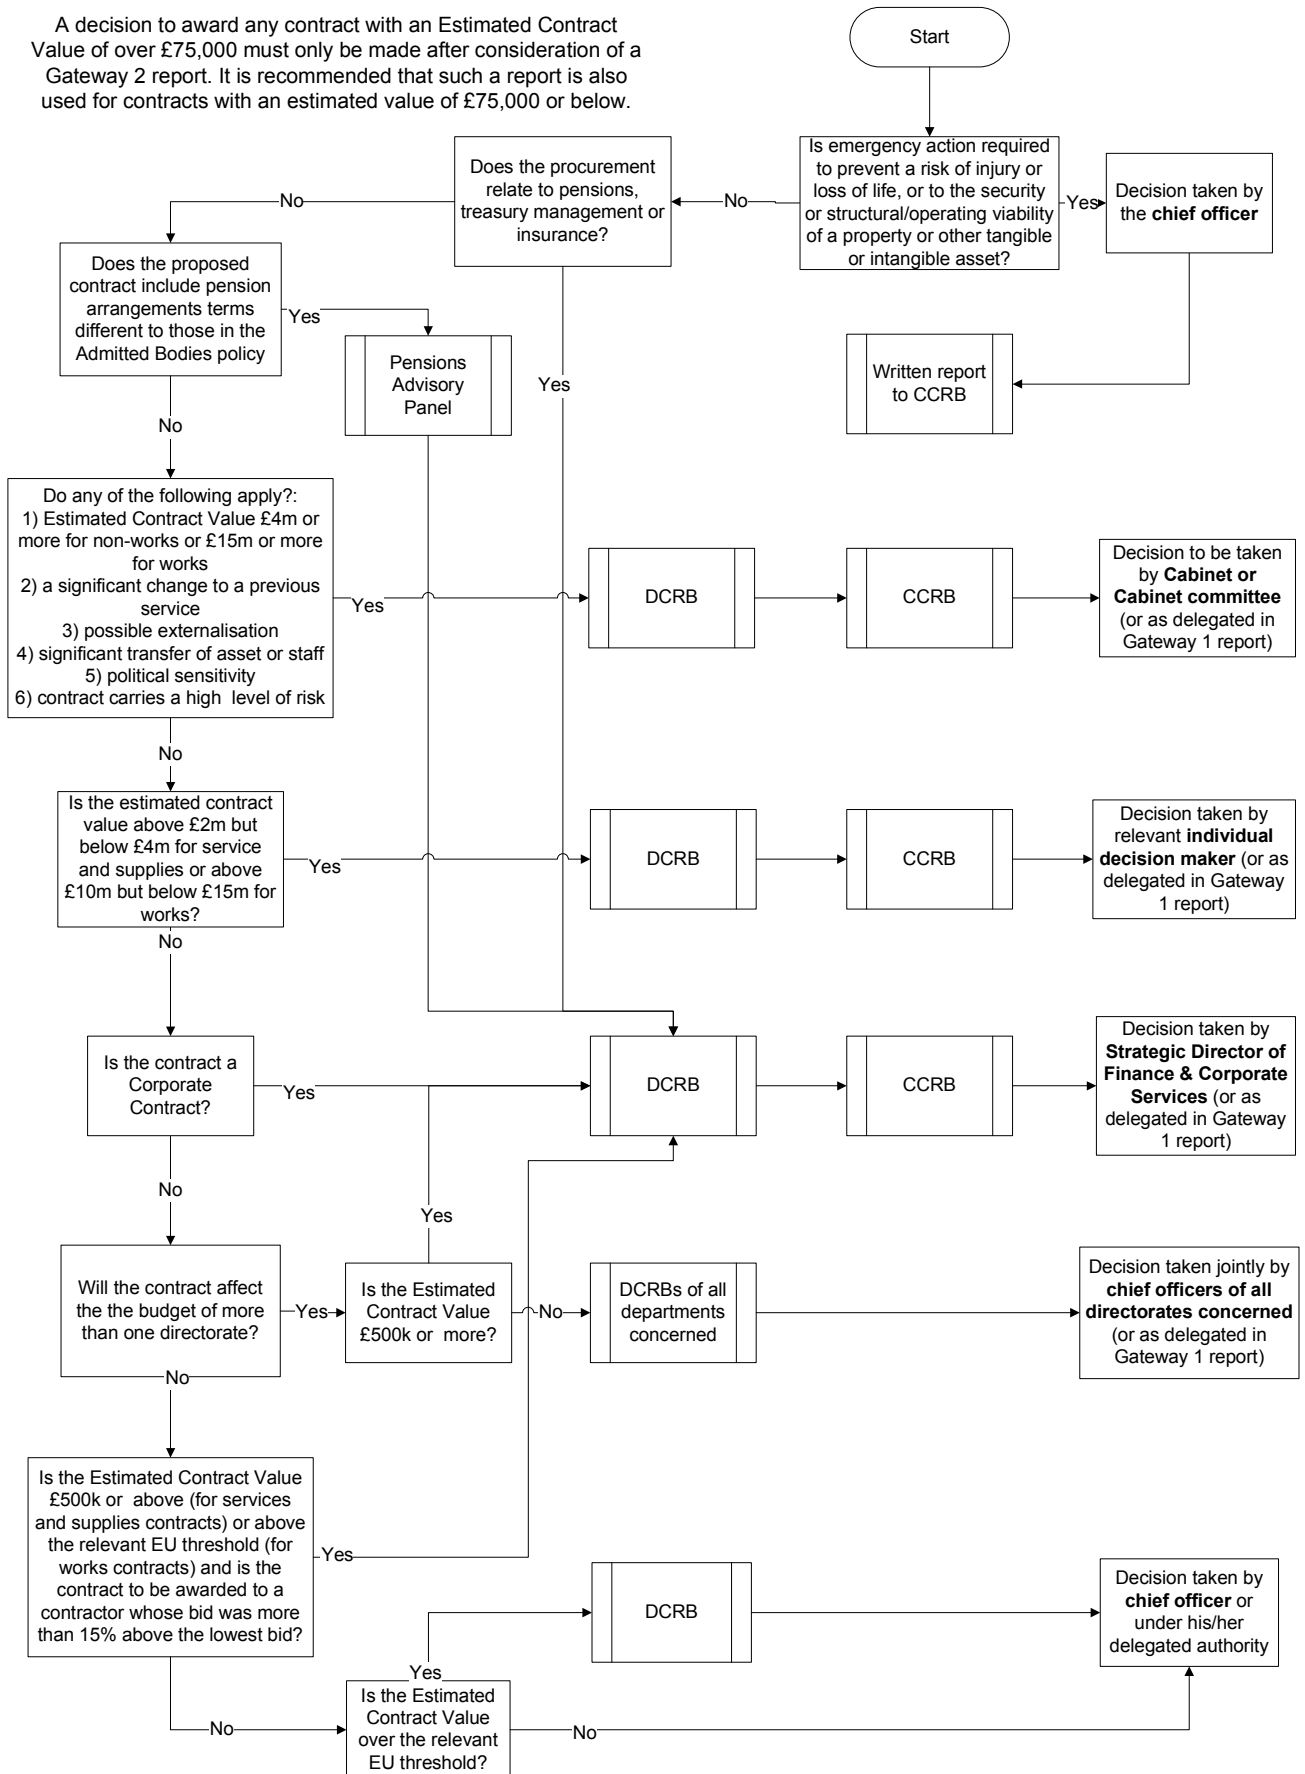 A decision to award any contract with an Estimated Contract
Value of over £75,000 must only be made after consideration of a
Gateway 2 report. It is recommended that such a report is also
used for contracts with an estimated value of £75,000 or below.
Start
Is emergency action required
to prevent a risk of injury or
loss of life, or to the security
or structural/operating viability
of a property or other tangible
or intangible asset?
Yes
Decision taken by
the chief officer
Written report
to CCRB
No
Does the procurement
relate to pensions,
treasury management or
insurance?
Yes
No
Does the proposed
contract include pension
arrangements terms
different to those in the
Admitted Bodies policy
Yes
Pensions
Advisory
Panel
No
Do any of the following apply?:
1) Estimated Contract Value £4m or
more for non-works or £15m or more
for works
2) a significant change to a previous
service
3) possible externalisation
4) significant transfer of asset or staff
5) political sensitivity
6) contract carries a high level of risk
Yes
DCRB
CCRB
Decision to be taken
by Cabinet or
Cabinet committee
(or as delegated in
Gateway 1 report)
No
Is the estimated contract
value above £2m but
below £4m for service
and supplies or above
£10m but below £15m for
works?
Yes
DCRB
CCRB
Decision taken by
relevant individual
decision maker (or as
delegated in Gateway
1 report)
No
Is the contract a
Corporate
Contract?
Yes
DCRB
CCRB
Decision taken by
Strategic Director of
Finance & Corporate
Services (or as
delegated in Gateway
1 report)
No
Will the contract affect
the the budget of more
than one directorate?
Yes
Is the Estimated
Contract Value
£500k or more?
Yes
No
DCRBs of all
departments
concerned
Decision taken jointly by
chief officers of all
directorates concerned
(or as delegated in
Gateway 1 report)
No
Is the Estimated Contract Value
£500k or above (for services
and supplies contracts) or above
the relevant EU threshold (for
works contracts) and is the
contract to be awarded to a
contractor whose bid was more
than 15% above the lowest bid?
Yes
No
Is the Estimated
Contract Value
over the relevant
EU threshold?
Yes
DCRB
No
Decision taken by
chief officer or
under his/her
delegated authority